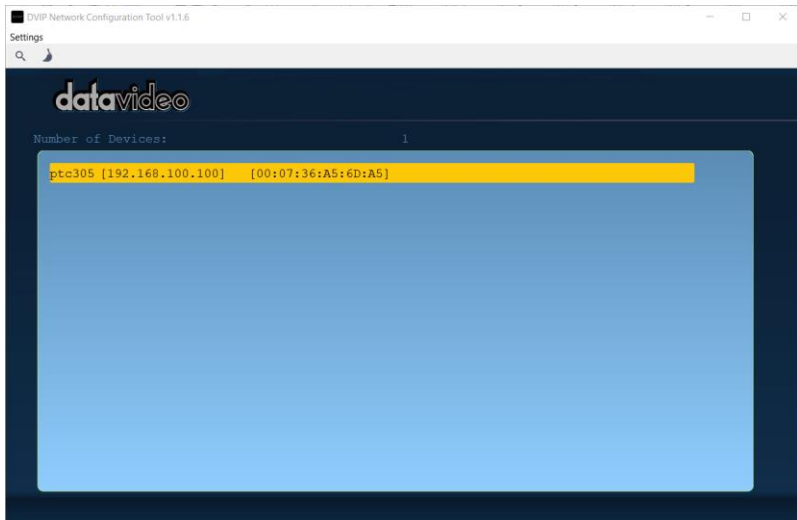 DVIP Network Configuration Tool v1.1.6
Settings
datavideo
Number of Devices: 1
ptc305 [192.168.100.100] [00:07:36:A5:6D:A5]